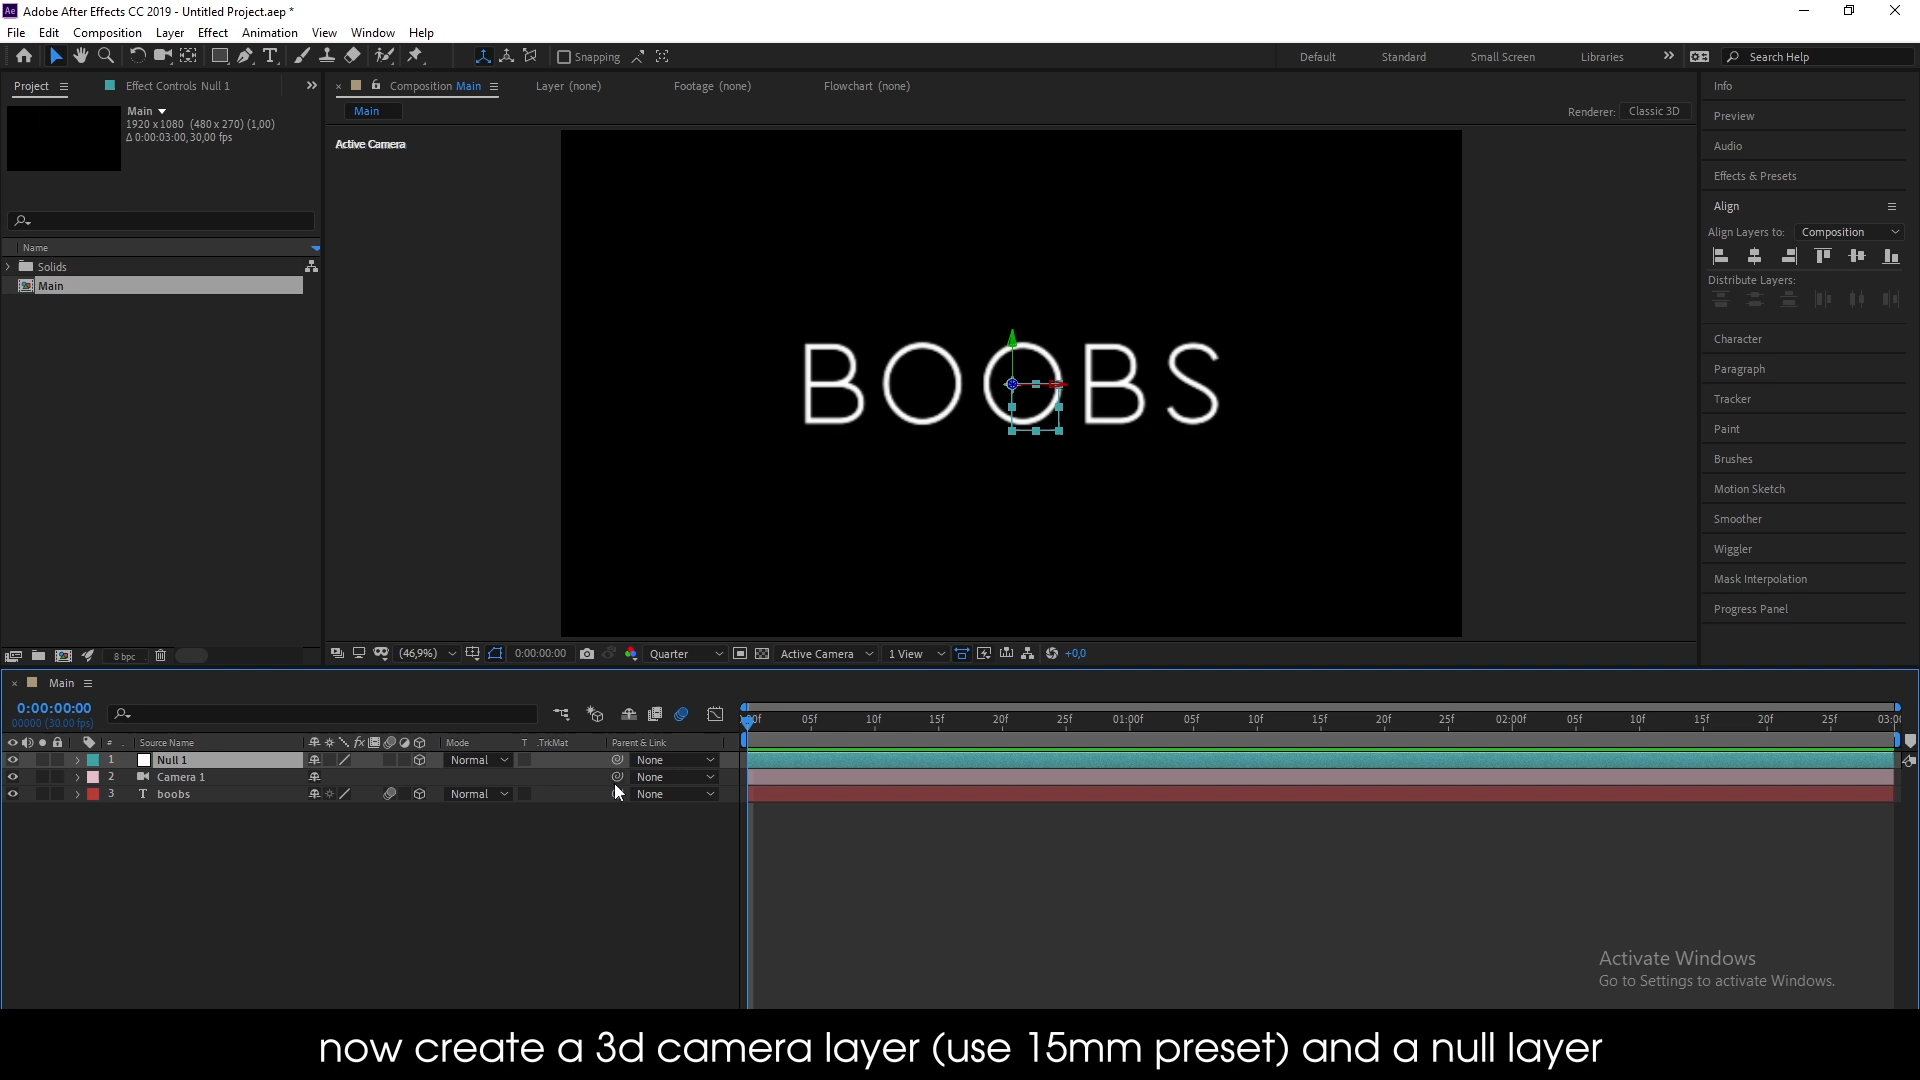 Ae Adobe After Effects CC 2019 - Untitled Project.aep *
File Edit Composition Layer Effect Animation View Window Help
Snapping Default Standard Small Screen Libraries Search Help
Project Effect Controls Null 1 Composition Main Layer (none) Footage (none) Flowchart (none) Info
Main
1920 x 1080 (480 x 270) (1,00)
Δ 0:00:03:00, 30,00 fps
Main Renderer: Classic 3D
Active Camera
Preview
Audio
Effects & Presets
Align
Align Layers to: Composition
Distribute Layers:
Character
Paragraph
Tracker
Paint
Brushes
Motion Sketch
Smoother
Wiggler
Mask Interpolation
Progress Panel
Name
Solids
Main
BOOBS
8 bpc (46,9%) 0:00:00:00 Quarter Active Camera 1 View +0,0
Main
0:00:00:00
00000 (30.00 fps)
05f 10f 15f 20f 25f 01:00f 05f 10f 15f 20f 25f 02:00f 05f 10f 15f 20f 25f
# Source Name Mode T .TrkMat Parent & Link
1 Null 1 Normal None
2 Camera 1 None
3 T boobs Normal None
Activate Windows
Go to Settings to activate Windows.
now create a 3d camera layer (use 15mm preset) and a null layer